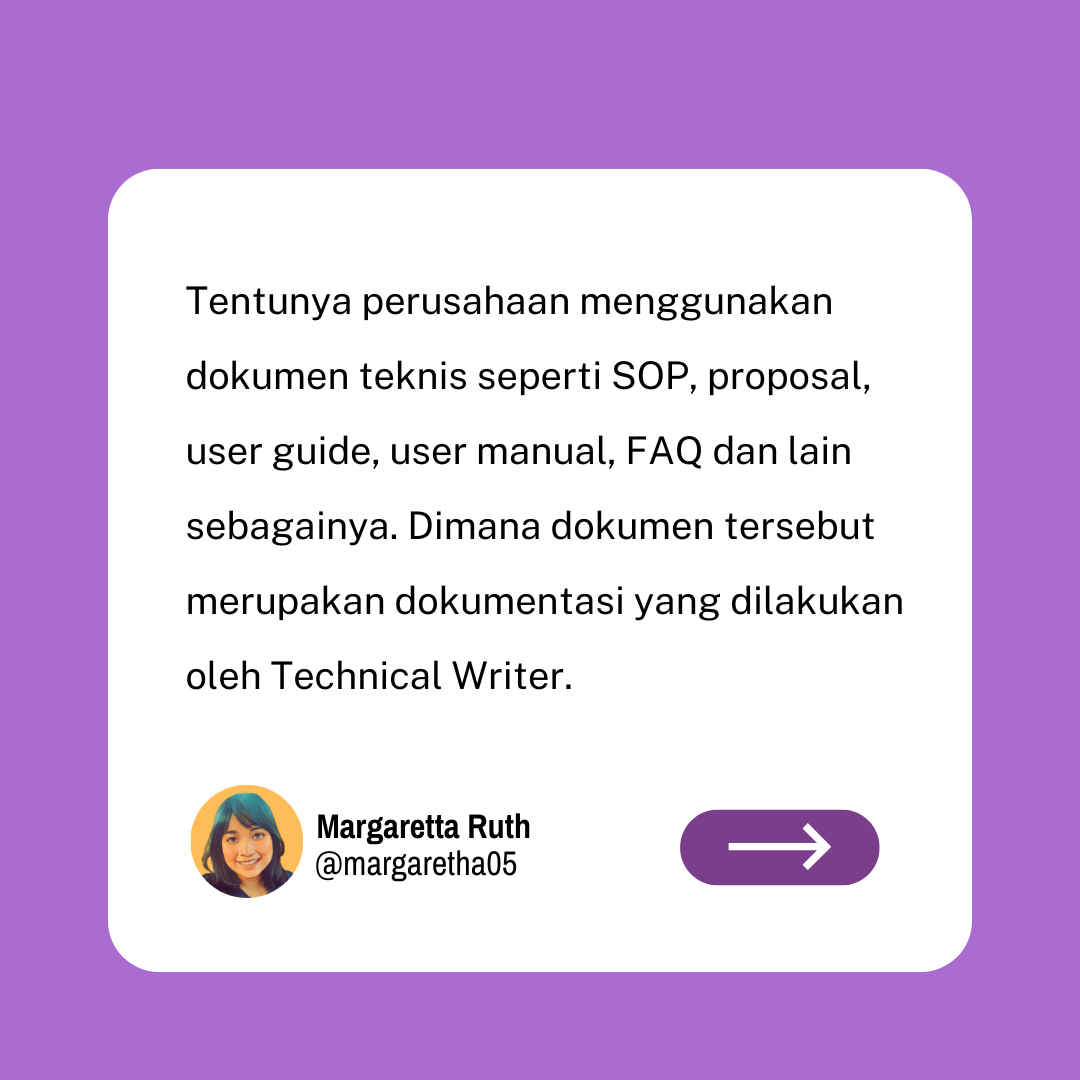 Tentunya perusahaan menggunakan
dokumen teknis seperti SOP, proposal,
user guide, user manual, FAQ dan lain
sebagainya. Dimana dokumen tersebut
merupakan dokumentasi yang dilakukan
oleh Technical Writer.
Margaretta Ruth
@margaretha05